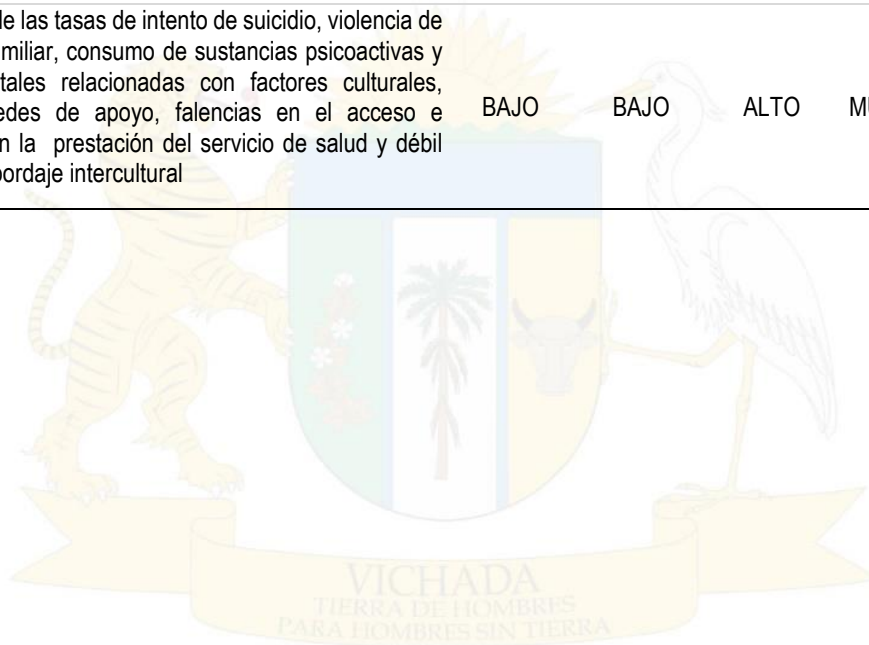 de las tasas de intento de suicidio, violencia de
miliar, consumo de sustancias psicoactivas y
tales relacionadas con factores culturales,
edes de apoyo, falencias en el acceso e
n la prestación del servicio de salud y débil
bordaje intercultural
BAJO BAJO ALTO MU
VICHADA
TIERRA DE HOMBRES
PARA HOMBRES SIN TIERRA